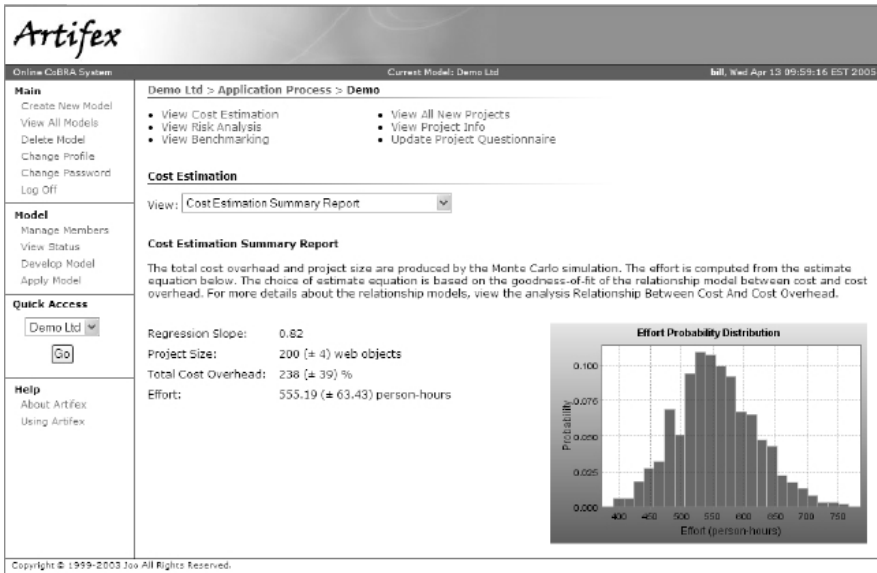 Artifex
Online CoBRA System
Current Model: Demo Ltd
bill, Wed Apr 13 09:59:16 EST 2005
Main
Create New Model
View All Models
Delete Model
Change Profile
Change Password
Log Off
Model
Manage Members
View Status
Develop Model
Apply Model
Quick Access
Demo Ltd
Go
Help
About Artifex
Using Artifex
Demo Ltd > Application Process > Demo
• View Cost Estimation
• View Risk Analysis
• View Benchmarking
• View All New Projects
• View Project Info
• Update Project Questionnaire
Cost Estimation
View: Cost Estimation Summary Report
Cost Estimation Summary Report
The total cost overhead and project size are produced by the Monte Carlo simulation. The effort is computed from the estimate
equation below. The choice of estimate equation is based on the goodness-of-fit of the relationship model between cost and cost
overhead. For more details about the relationship models, view the analysis Relationship Between Cost And Cost Overhead.
Regression Slope: 0.82
Project Size: 200 (± 4) web objects
Total Cost Overhead: 238 (± 39) %
Effort: 555.19 (± 63.43) person-hours
Effort Probability Distribution
Probability
0.100
0.075
0.050
0.025
0.000
400 450 500 550 600 650 700 750
Effort (person-hours)
Copyright © 1999-2003 Joo All Rights Reserved.